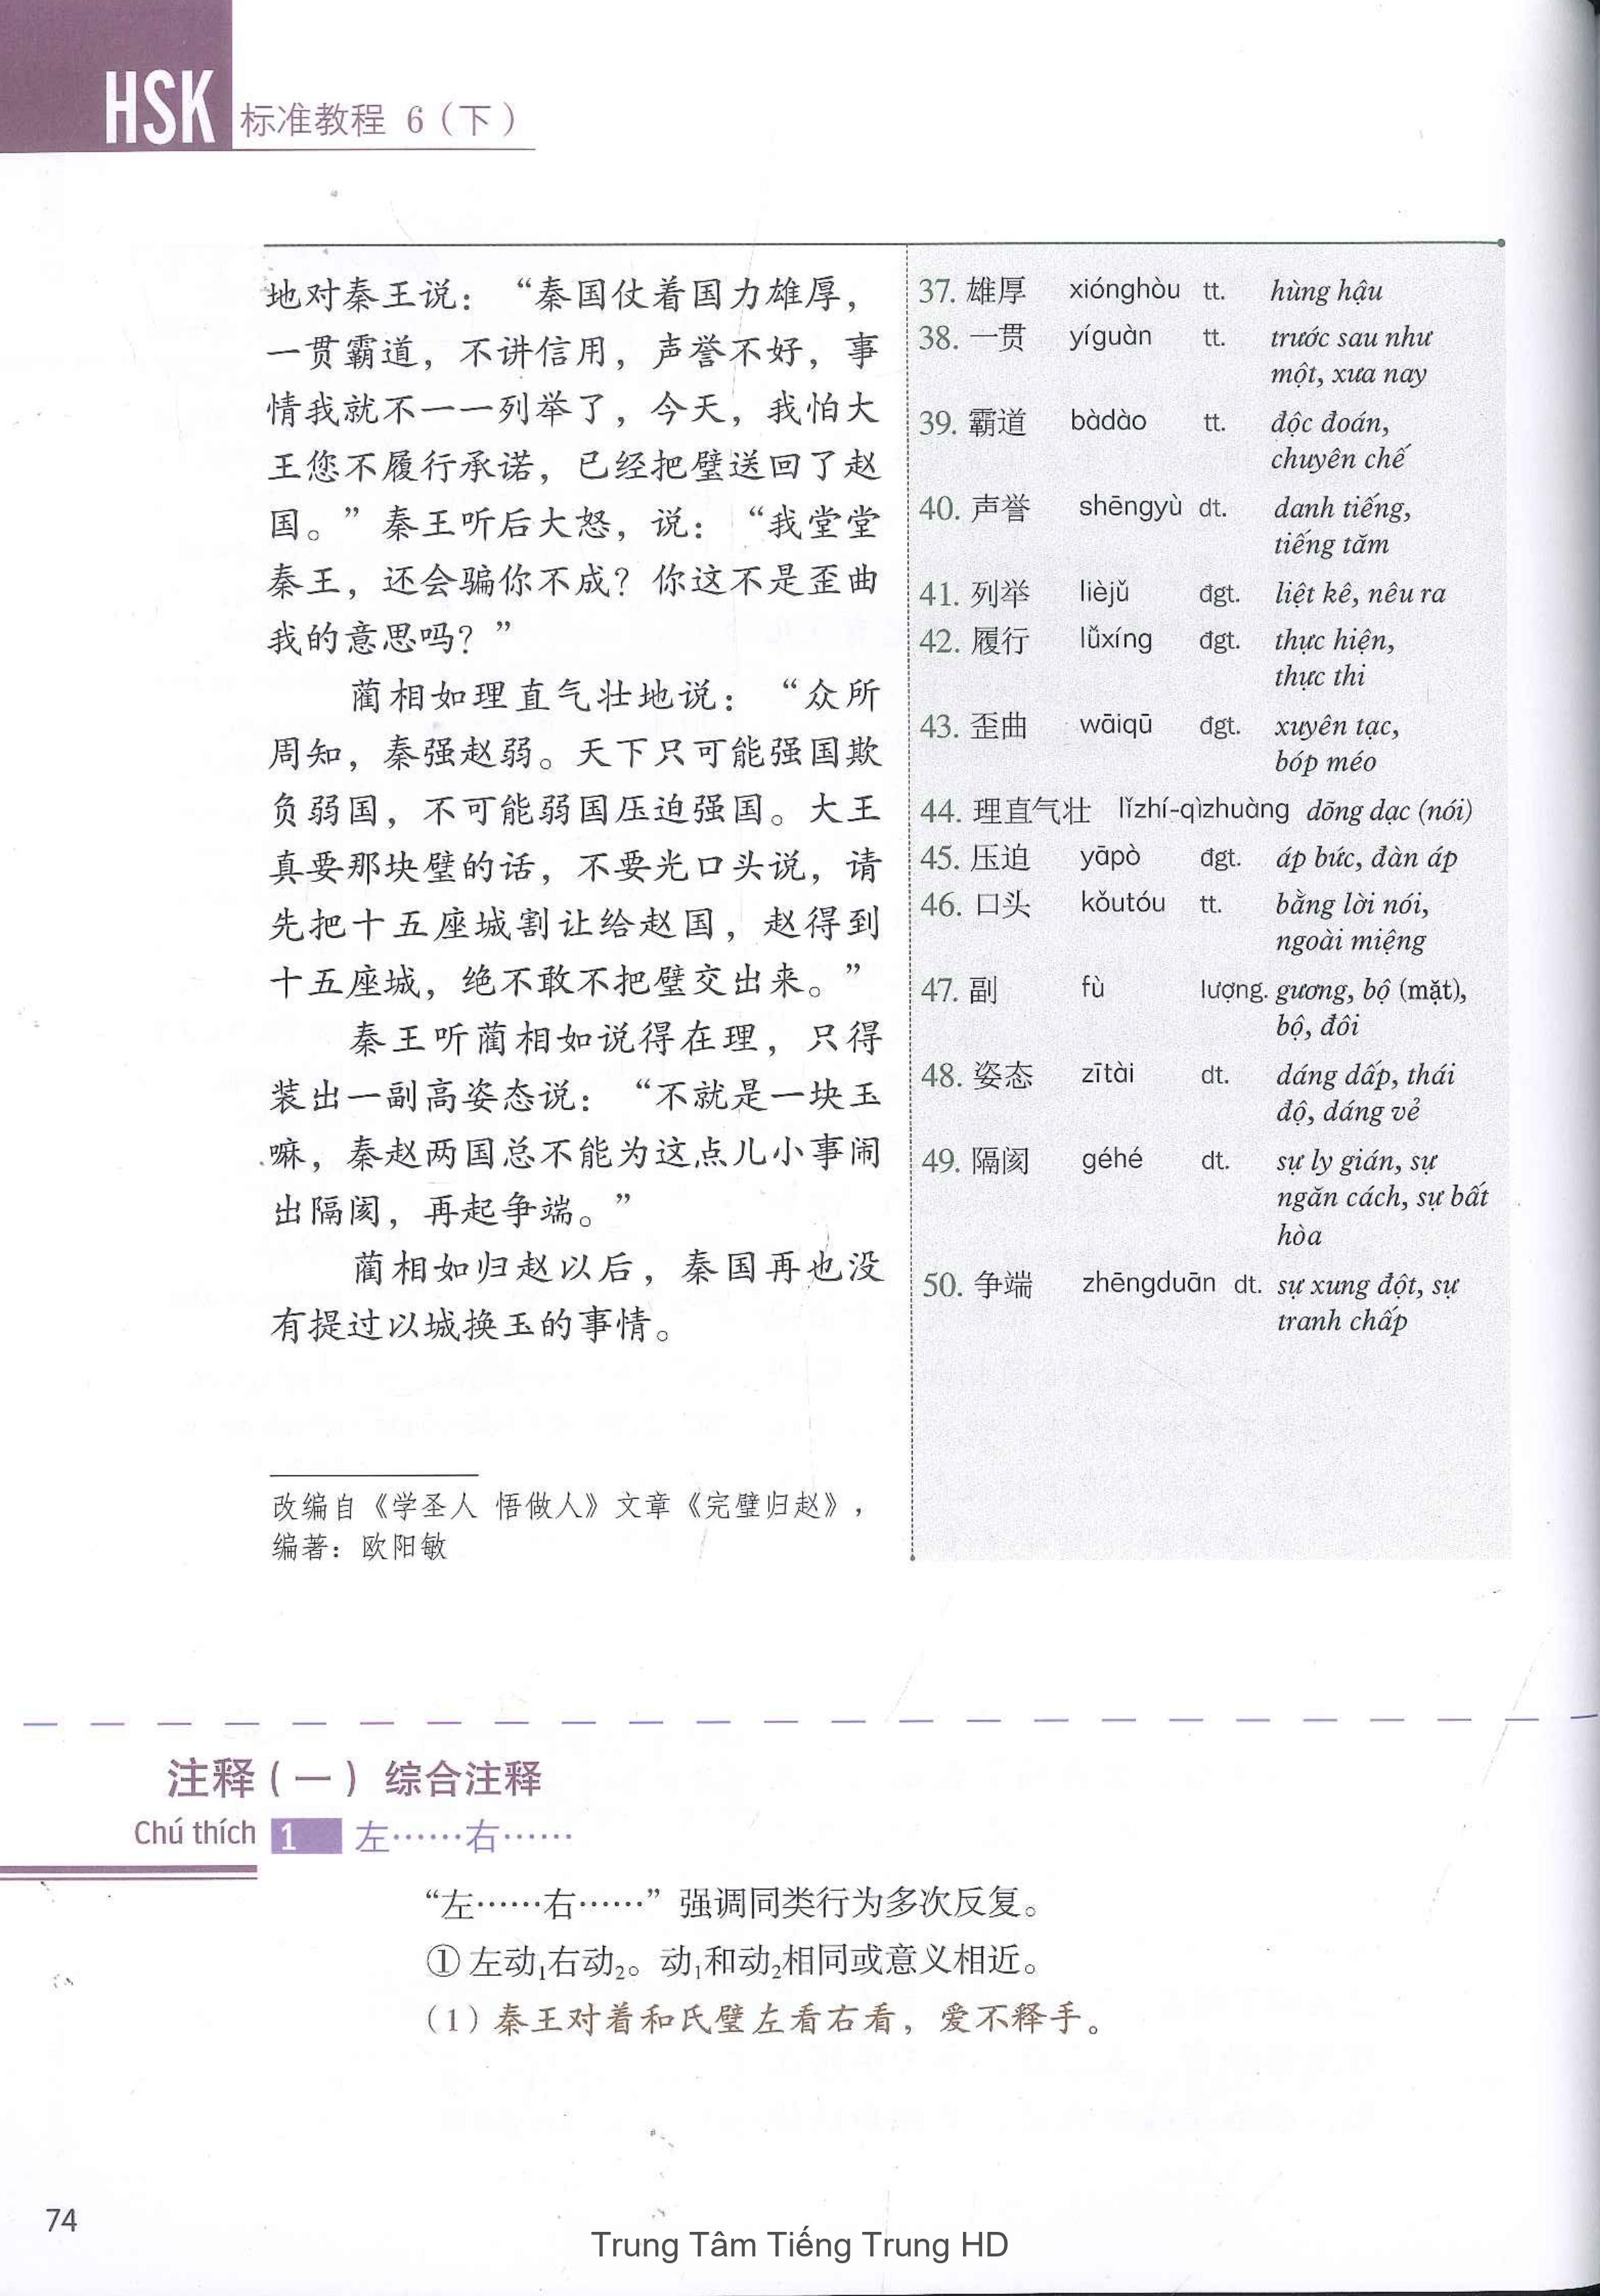 HSK 标准教程 6（下）
地对秦王说：“秦国仗着国力雄厚，
一贯霸道，不讲信用，声誉不好，事
情我就不一一列举了，今天，我怕大
王您不履行承诺，已经把璧送回了赵
国。”秦王听后大怒，说：“我堂堂
秦王，还会骗你不成？你这不是歪曲
我的意思吗？”
蔺相如理直气壮地说：“众所
周知，秦强赵弱。天下只可能强国欺
负弱国，不可能弱国压迫强国。大王
真要那块璧的话，不要光口头说，请
先把十五座城割让给赵国，赵得到
十五座城，绝不敢不把璧交出来。”
秦王听蔺相如说得在理，只得
装出一副高姿态说：“不就是一块玉
嘛，秦赵两国总不能为这点儿小事闹
出隔阂，再起争端。”
蔺相如归赵以后，秦国再也没
有提过以城换玉的事情。
改编自《学圣人 悟做人》文章《完璧归赵》，
编著：欧阳敏
37. 雄厚 xiónghòu tt. hùng hậu
38. 一贯 yíguàn tt. trước sau như
một, xưa nay
39. 霸道 bàdào tt. độc đoán,
chuyên chế
40. 声誉 shēngyù dt. danh tiếng,
tiếng tăm
41. 列举 lièjǔ đgt. liệt kê, nêu ra
42. 履行 lǚxíng đgt. thực hiện,
thực thi
43. 歪曲 wāiqū đgt. xuyên tạc,
bóp méo
44. 理直气壮 lǐzhí-qìzhuàng dõng dạc (nói)
45. 压迫 yāpò đgt. áp bức, đàn áp
46. 口头 kǒutóu tt. bằng lời nói,
ngoài miệng
47. 副 fù lượng. gương, bộ (mặt),
bộ, đôi
48. 姿态 zītài dt. dáng dấp, thái
độ, dáng vẻ
49. 隔阂 géhé dt. sự ly gián, sự
ngăn cách, sự bất
hòa
50. 争端 zhēngduān dt. sự xung đột, sự
tranh chấp
注释（一）综合注释
Chú thích 1 左……右……
“左……右……”强调同类行为多次反复。
① 左动₁右动₂。动₁和动₂相同或意义相近。
（1）秦王对着和氏璧左看右看，爱不释手。
74
Trung Tâm Tiếng Trung HD